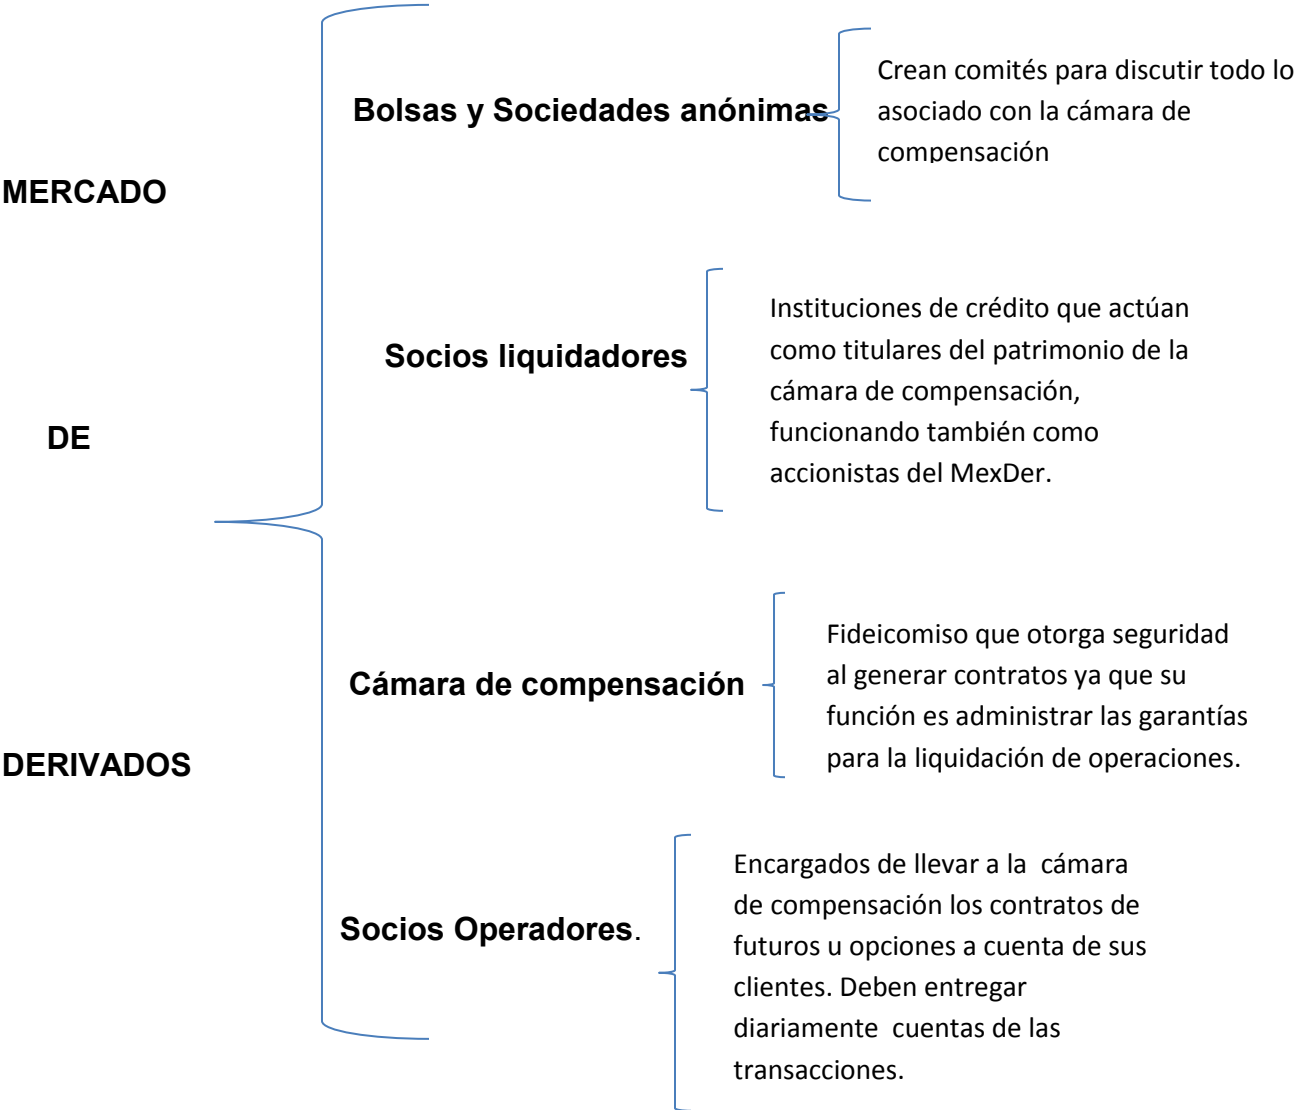 MERCADO
DE
DERIVADOS
Bolsas y Sociedades anónimas
Crean comités para discutir todo lo
asociado con la cámara de
compensación
Socios liquidadores
Instituciones de crédito que actúan
como titulares del patrimonio de la
cámara de compensación,
funcionando también como
accionistas del MexDer.
Cámara de compensación
Fideicomiso que otorga seguridad
al generar contratos ya que su
función es administrar las garantías
para la liquidación de operaciones.
Socios Operadores.
Encargados de llevar a la  cámara
de compensación los contratos de
futuros u opciones a cuenta de sus
clientes. Deben entregar
diariamente  cuentas de las
transacciones.